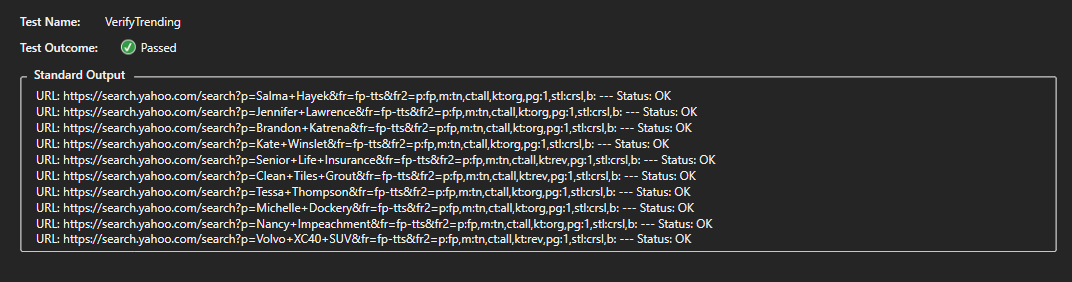 Test Name: VerifyTrending
Test Outcome: Passed
Standard Output
URL: https://search.yahoo.com/search?p=Salma+Hayek&fr=fp-tts&fr2=p:fp,m:tn,ct:all,kt:org,pg:1,stl:crsl,b: --- Status: OK
URL: https://search.yahoo.com/search?p=Jennifer+Lawrence&fr=fp-tts&fr2=p:fp,m:tn,ct:all,kt:org,pg:1,stl:crsl,b: --- Status: OK
URL: https://search.yahoo.com/search?p=Brandon+Katrena&fr=fp-tts&fr2=p:fp,m:tn,ct:all,kt:org,pg:1,stl:crsl,b: --- Status: OK
URL: https://search.yahoo.com/search?p=Kate+Winslet&fr=fp-tts&fr2=p:fp,m:tn,ct:all,kt:org,pg:1,stl:crsl,b: --- Status: OK
URL: https://search.yahoo.com/search?p=Senior+Life+Insurance&fr=fp-tts&fr2=p:fp,m:tn,ct:all,kt:rev,pg:1,stl:crsl,b: --- Status: OK
URL: https://search.yahoo.com/search?p=Clean+Tiles+Grout&fr=fp-tts&fr2=p:fp,m:tn,ct:all,kt:rev,pg:1,stl:crsl,b: --- Status: OK
URL: https://search.yahoo.com/search?p=Tessa+Thompson&fr=fp-tts&fr2=p:fp,m:tn,ct:all,kt:org,pg:1,stl:crsl,b: --- Status: OK
URL: https://search.yahoo.com/search?p=Michelle+Dockery&fr=fp-tts&fr2=p:fp,m:tn,ct:all,kt:org,pg:1,stl:crsl,b: --- Status: OK
URL: https://search.yahoo.com/search?p=Nancy+Impeachment&fr=fp-tts&fr2=p:fp,m:tn,ct:all,kt:org,pg:1,stl:crsl,b: --- Status: OK
URL: https://search.yahoo.com/search?p=Volvo+XC40+SUV&fr=fp-tts&fr2=p:fp,m:tn,ct:all,kt:rev,pg:1,stl:crsl,b: --- Status: OK